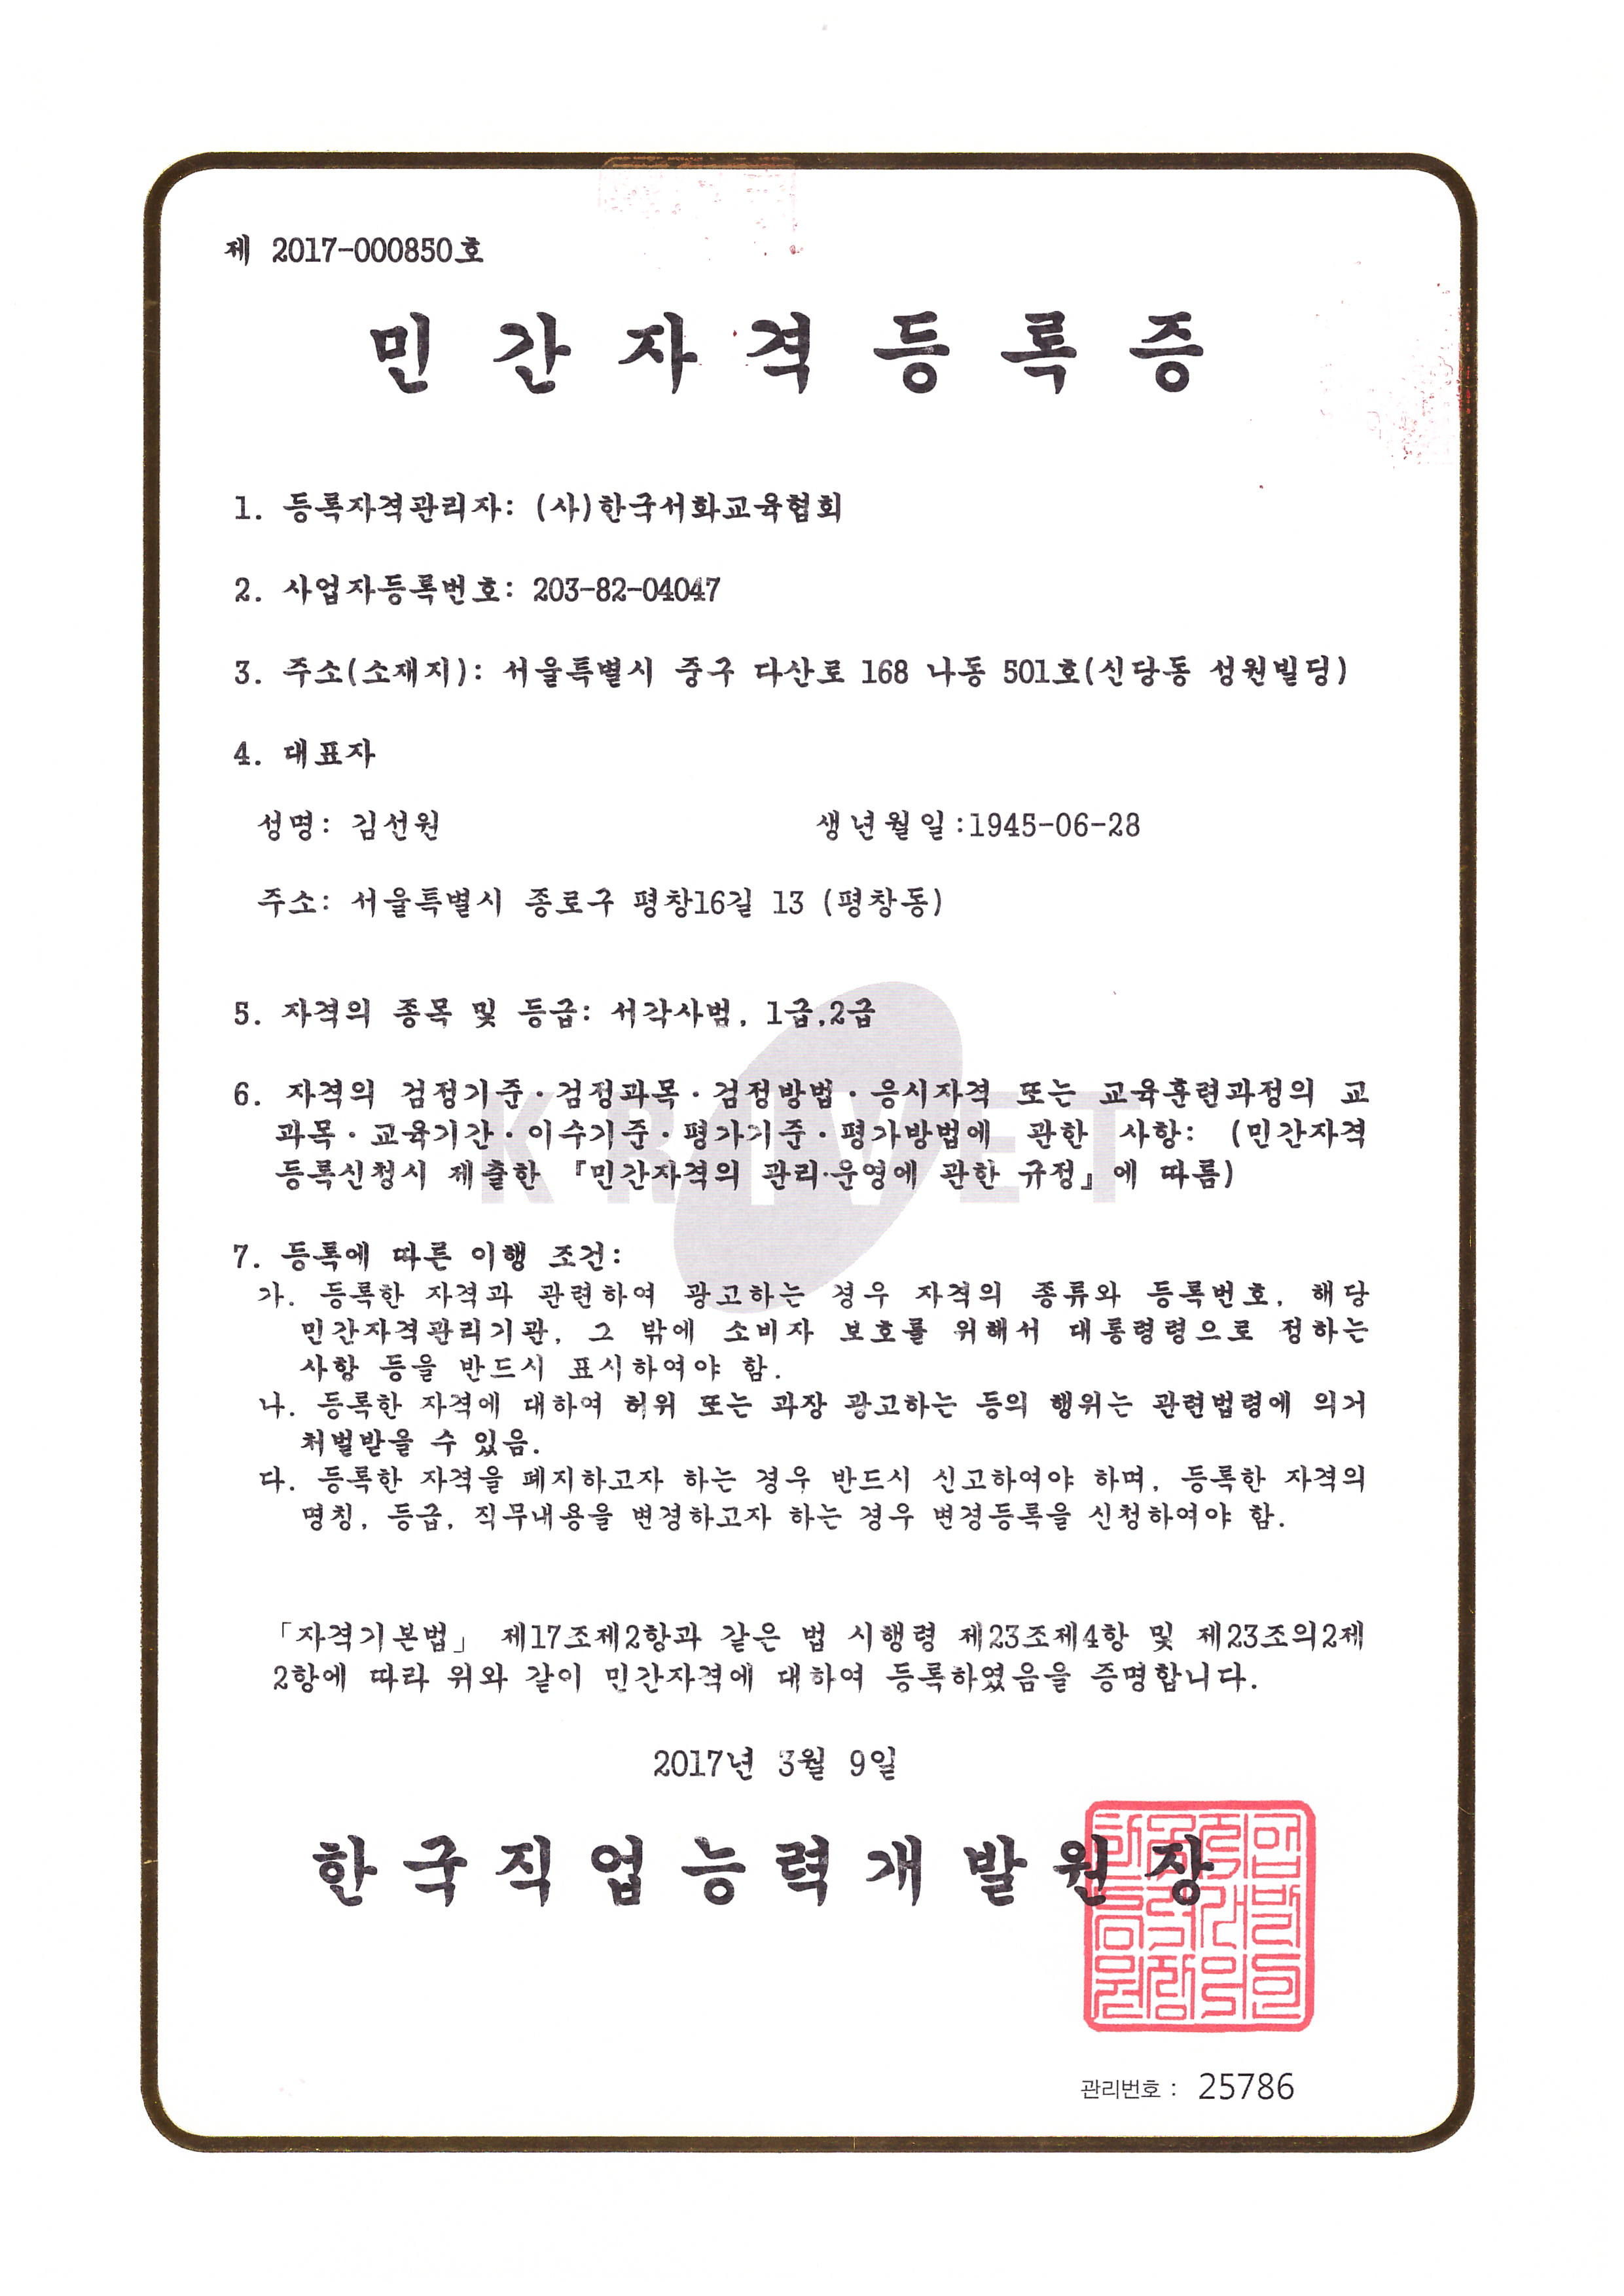 제 2017-000850호
민간자격등록증
1. 등록자격관리자: (사)한국서화교육협회
2. 사업자등록번호: 203-82-04047
3. 주소(소재지): 서울특별시 중구 다산로 168 나동 501호(신당동 성원빌딩)
4. 대표자
성명: 김선원 생년월일:1945-06-28
주소: 서울특별시 종로구 평창16길 13 (평창동)
5. 자격의 종목 및 등급: 서각사범, 1급,2급
6. 자격의 검정기준·검정과목·검정방법·응시자격 또는 교육훈련과정의 교
과목·교육기간·이수기준·평가기준·평가방법에 관한 사항: (민간자격
등록신청시 제출한 『민간자격의 관리·운영에 관한 규정』에 따름)
KRIVET
7. 등록에 따른 이행 조건:
가. 등록한 자격과 관련하여 광고하는 경우 자격의 종류와 등록번호, 해당
민간자격관리기관, 그 밖에 소비자 보호를 위해서 대통령령으로 정하는
사항 등을 반드시 표시하여야 함.
나. 등록한 자격에 대하여 허위 또는 과장 광고하는 등의 행위는 관련법령에 의거
처벌받을 수 있음.
다. 등록한 자격을 폐지하고자 하는 경우 반드시 신고하여야 하며, 등록한 자격의
명칭, 등급, 직무내용을 변경하고자 하는 경우 변경등록을 신청하여야 함.
「자격기본법」 제17조제2항과 같은 법 시행령 제23조제4항 및 제23조의2제
2항에 따라 위와 같이 민간자격에 대하여 등록하였음을 증명합니다.
2017년 3월 9일
한국직업능력개발원장
관리번호 : 25786